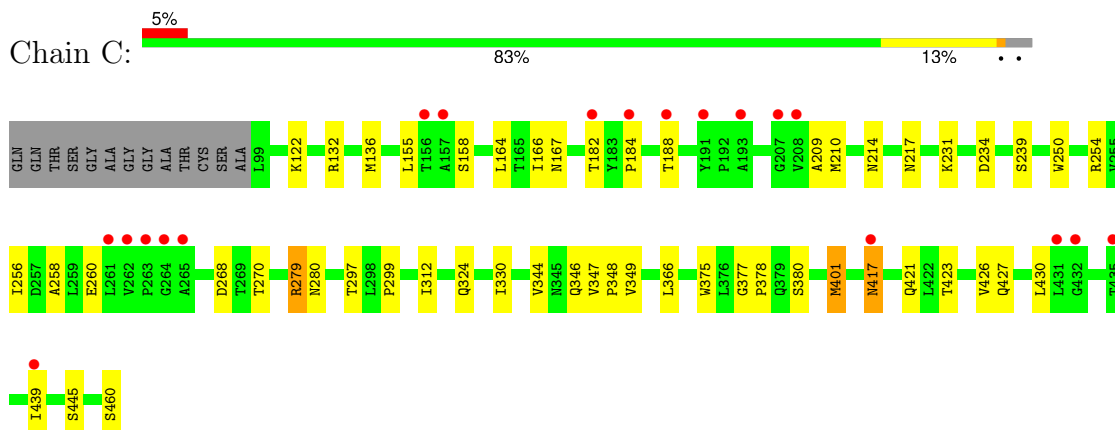 5%
Chain C:
83%
13%
• •
GLN GLN THR SER GLY ALA GLY GLY ALA THR CYS SER ALA L99 K122 R132 M136 L155 T156 A157 S158 L164 T165 I166 N167 T182 Y183 P184 T188 Y191 P192 A193 G207 V208 A209 M210 N214 N217 K231 D234 S239 W250 R254 V255
I256 D257 A258 L259 E260 L261 V262 P263 G264 A265 D268 T269 T270 R279 N280 T297 L298 P299 I312 Q324 I330 V344 N345 Q346 V347 P348 V349 L366 W375 L376 G377 P378 Q379 S380 M401 N417 Q421 L422 T423 V426 Q427 L430 L431 G432 T435
I439 S445 S460